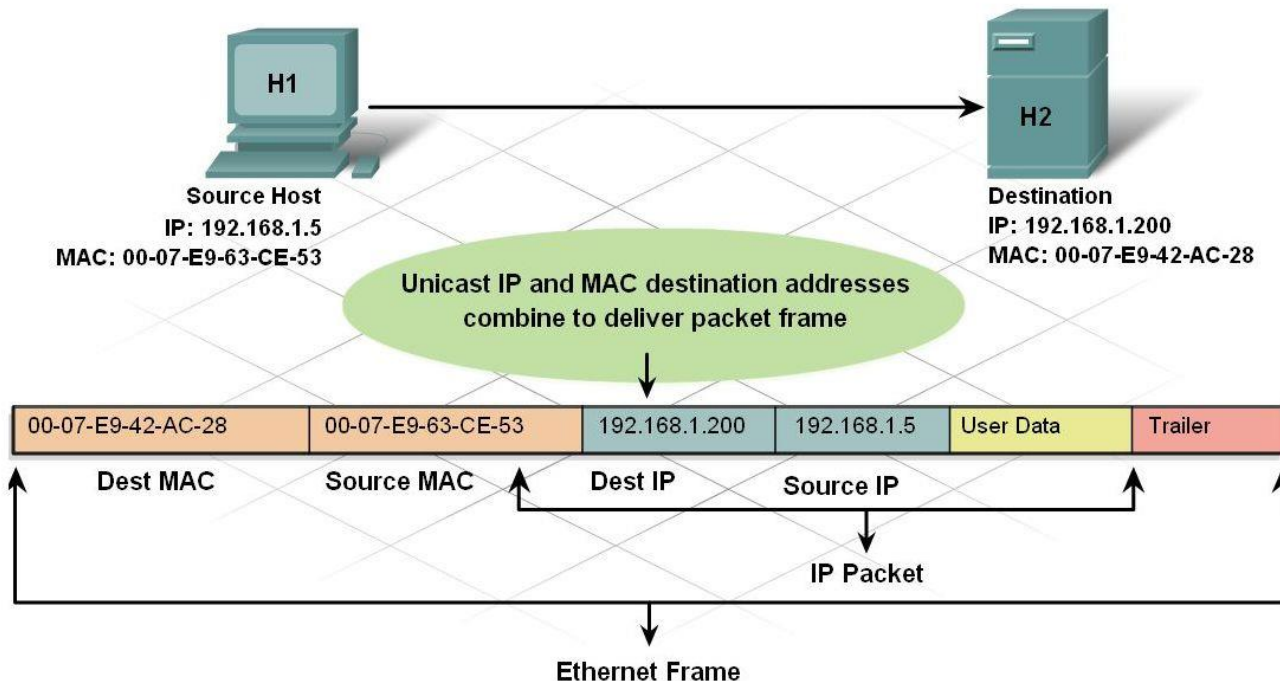 H1
H2
Source Host
IP: 192.168.1.5
MAC: 00-07-E9-63-CE-53
Destination
IP: 192.168.1.200
MAC: 00-07-E9-42-AC-28
Unicast IP and MAC destination addresses
combine to deliver packet frame
00-07-E9-42-AC-28 00-07-E9-63-CE-53 192.168.1.200 192.168.1.5 User Data Trailer
Dest MAC Source MAC Dest IP Source IP
IP Packet
Ethernet Frame